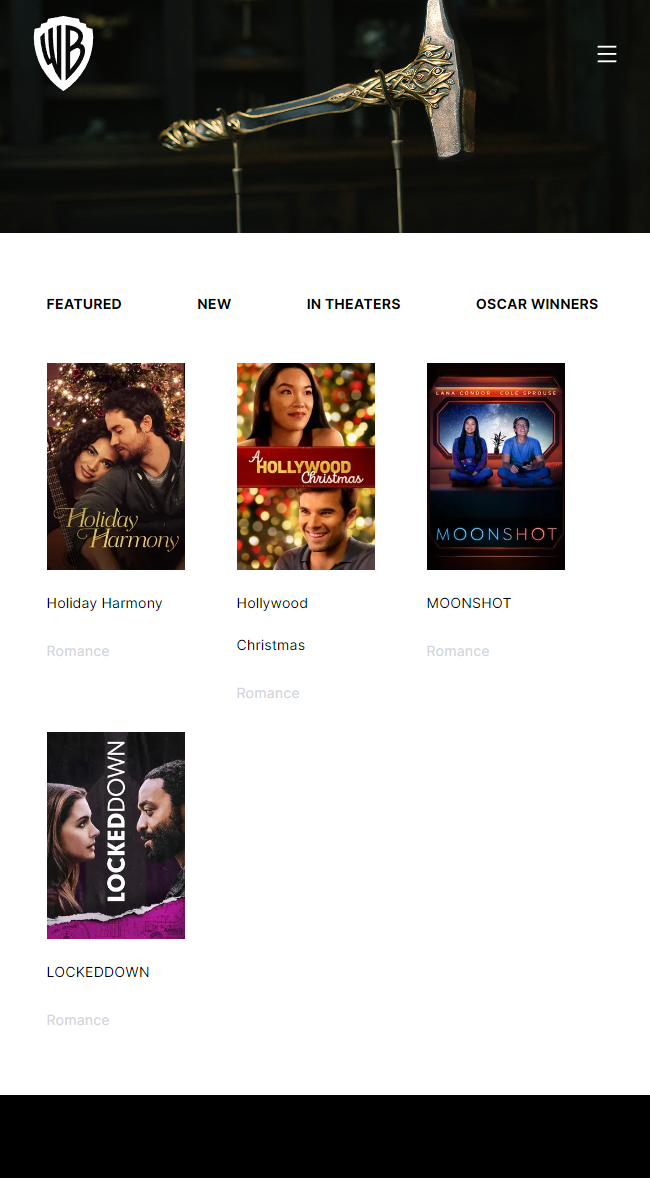 WB
FEATURED NEW IN THEATERS OSCAR WINNERS
Holiday
Harmony
A
HOLLYWOOD
Christmas
LANA CONDOR COLE SPROUSE
MOONSHOT
Holiday Harmony
Romance
Hollywood
Christmas
Romance
MOONSHOT
Romance
LOCKEDDOWN
LOCKEDDOWN
Romance